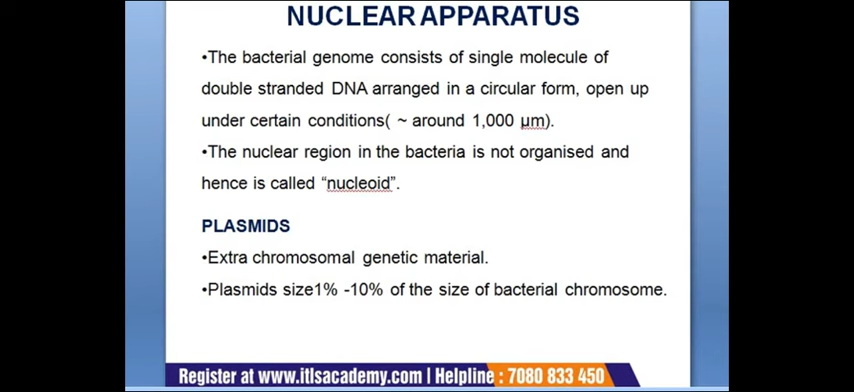 NUCLEAR APPARATUS
•The bacterial genome consists of single molecule of
double stranded DNA arranged in a circular form, open up
under certain conditions( ~ around 1,000 µm).
•The nuclear region in the bacteria is not organised and
hence is called “nucleoid”.
PLASMIDS
•Extra chromosomal genetic material.
•Plasmids size1% -10% of the size of bacterial chromosome.
Register at www.itlsacademy.com | Helpline : 7080 833 450